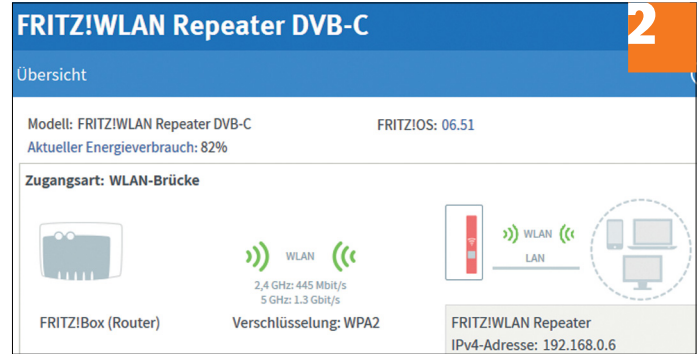 FRITZ!WLAN Repeater DVB-C
2
Übersicht
Modell: FRITZ!WLAN Repeater DVB-C
FRITZ!OS: 06.51
Aktueller Energieverbrauch: 82%
Zugangsart: WLAN-Brücke
WLAN
2,4 GHz: 445 Mbit/s
5 GHz: 1.3 Gbit/s
WLAN
LAN
FRITZ!Box (Router)
Verschlüsselung: WPA2
FRITZ!WLAN Repeater
IPv4-Adresse: 192.168.0.6